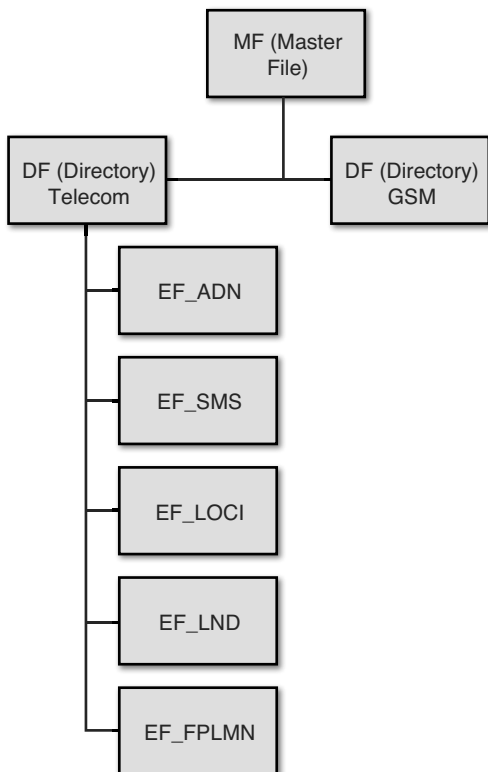 MF (Master
File)
DF (Directory)
Telecom
DF (Directory)
GSM
EF_ADN
EF_SMS
EF_LOCI
EF_LND
EF_FPLMN